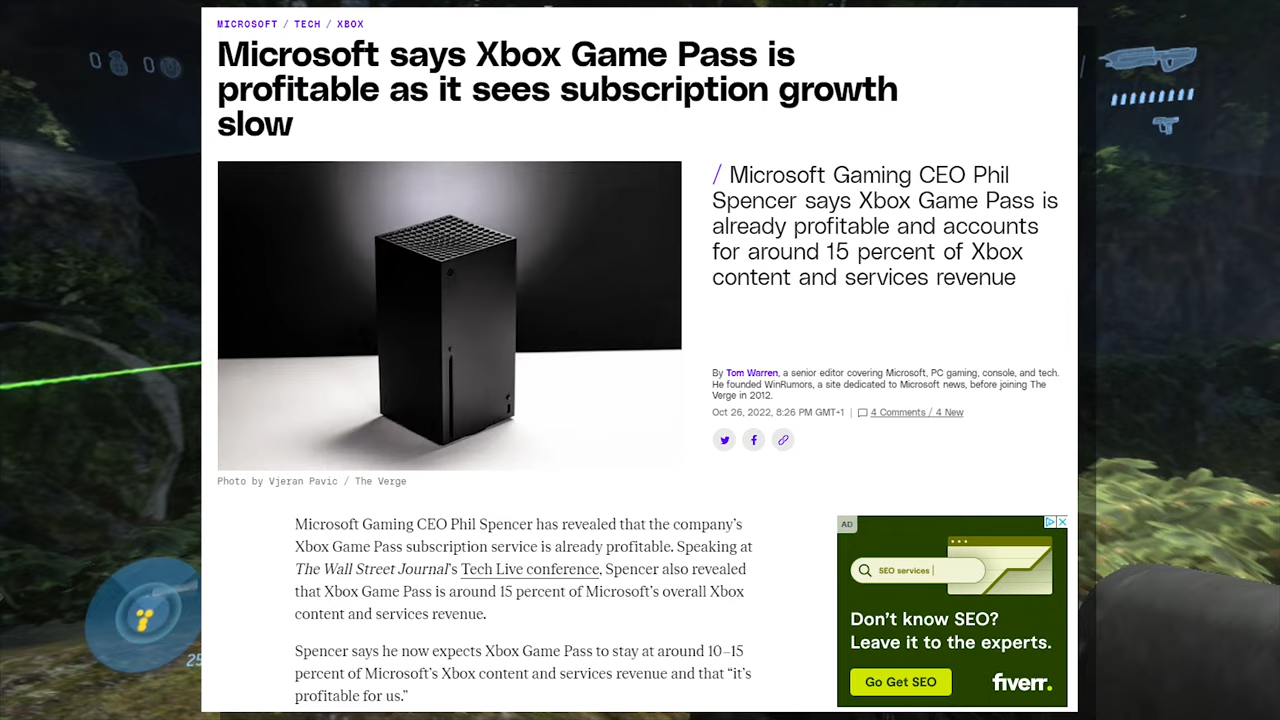 MICROSOFT / TECH / XBOX
Microsoft says Xbox Game Pass is
profitable as it sees subscription growth
slow
/ Microsoft Gaming CEO Phil
Spencer says Xbox Game Pass is
already profitable and accounts
for around 15 percent of Xbox
content and services revenue
By Tom Warren, a senior editor covering Microsoft, PC gaming, console, and tech.
He founded WinRumors, a site dedicated to Microsoft news, before joining The
Verge in 2012.
Oct 26, 2022, 8:26 PM GMT+1 | 4 Comments / 4 New
Photo by Vjeran Pavic / The Verge
Microsoft Gaming CEO Phil Spencer has revealed that the company's
Xbox Game Pass subscription service is already profitable. Speaking at
The Wall Street Journal's Tech Live conference, Spencer also revealed
that Xbox Game Pass is around 15 percent of Microsoft's overall Xbox
content and services revenue.
Spencer says he now expects Xbox Game Pass to stay at around 10–15
percent of Microsoft's Xbox content and services revenue and that “it's
profitable for us.”
AD
SEO services
Don't know SEO?
Leave it to the experts.
Go Get SEO
fiverr.
0 0
25